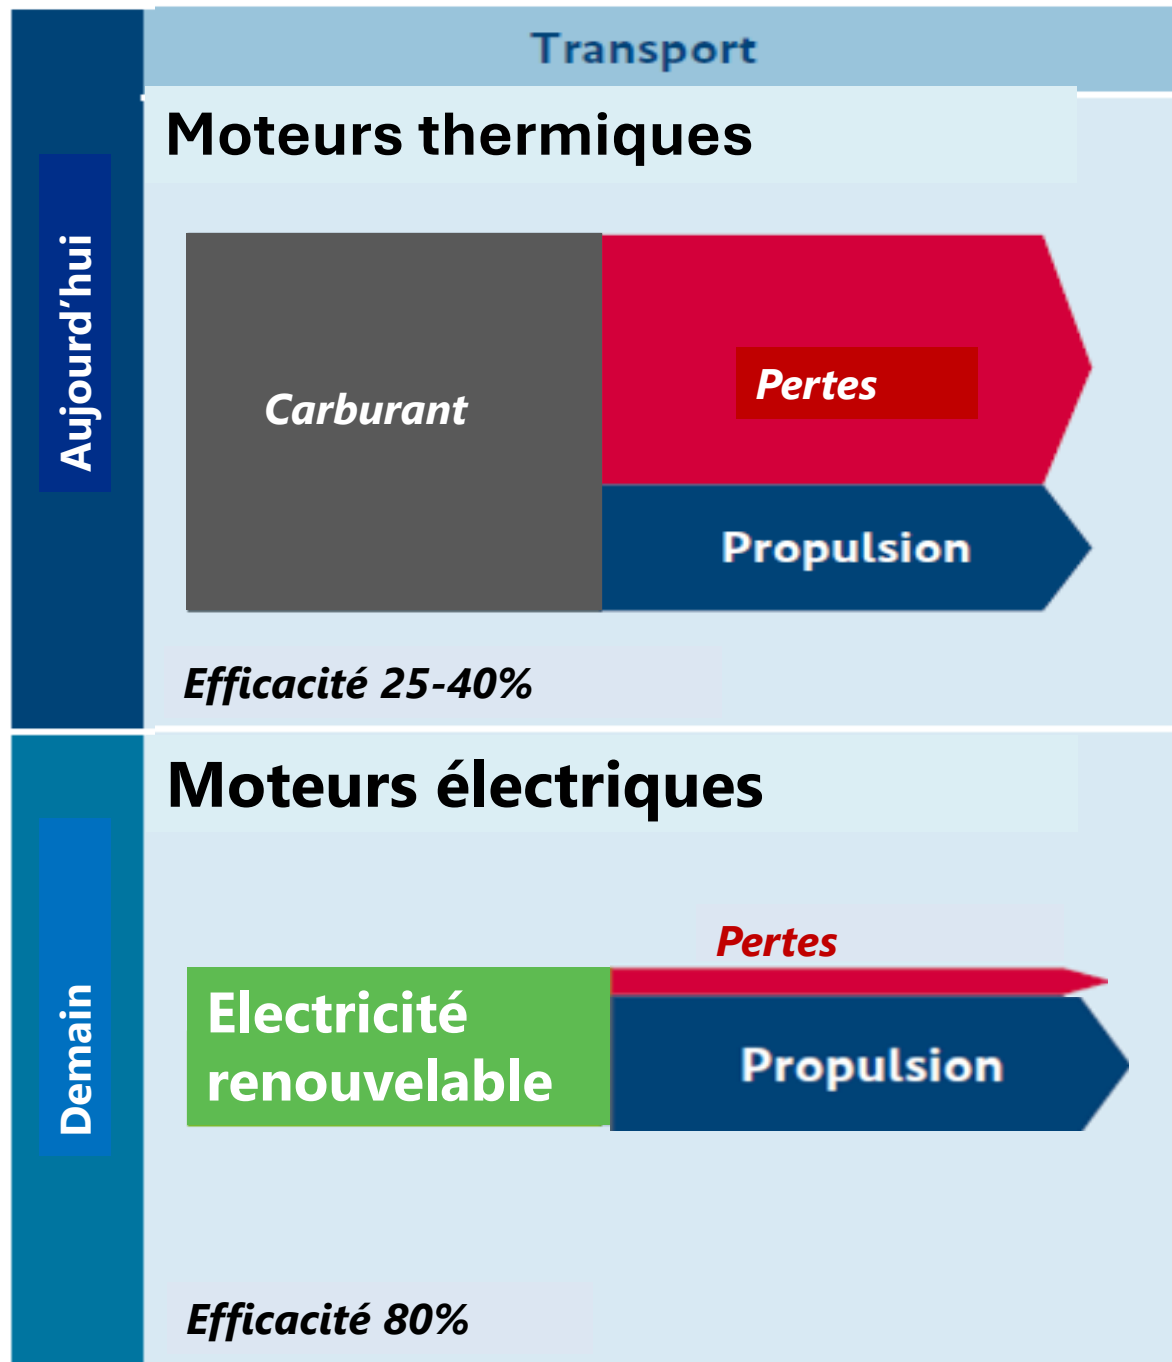 Transport
Aujourd’hui
Moteurs thermiques
Carburant
Pertes
Propulsion
Efficacité 25-40%
Demain
Moteurs électriques
Pertes
Electricité
renouvelable
Propulsion
Efficacité 80%